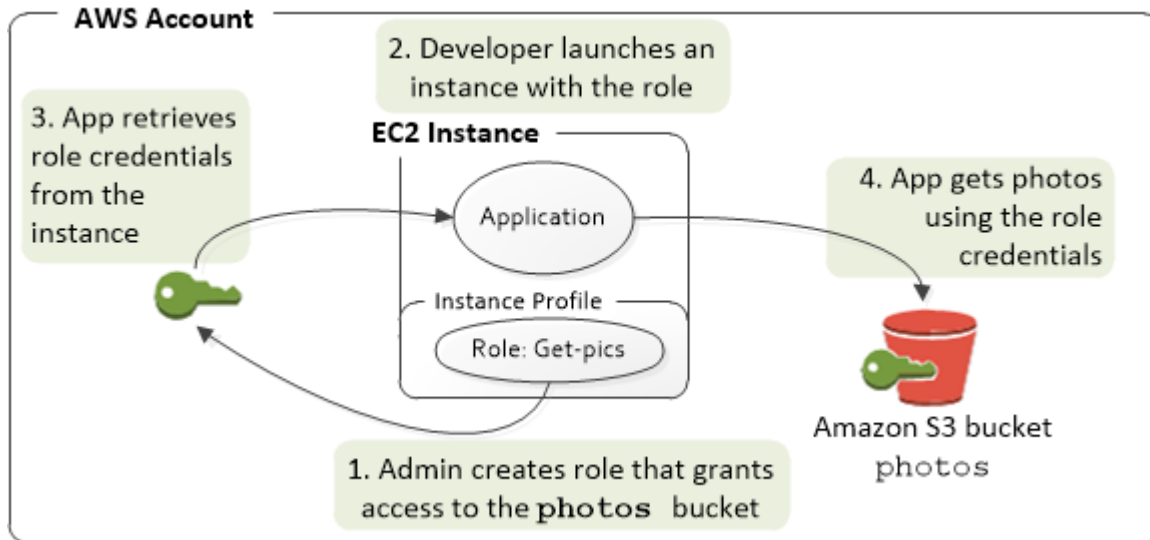 AWS Account
2. Developer launches an
instance with the role
3. App retrieves
role credentials
from the
instance
EC2 Instance
Application
4. App gets photos
using the role
credentials
Instance Profile
Role: Get-pics
Amazon S3 bucket
photos
1. Admin creates role that grants
access to the photos bucket